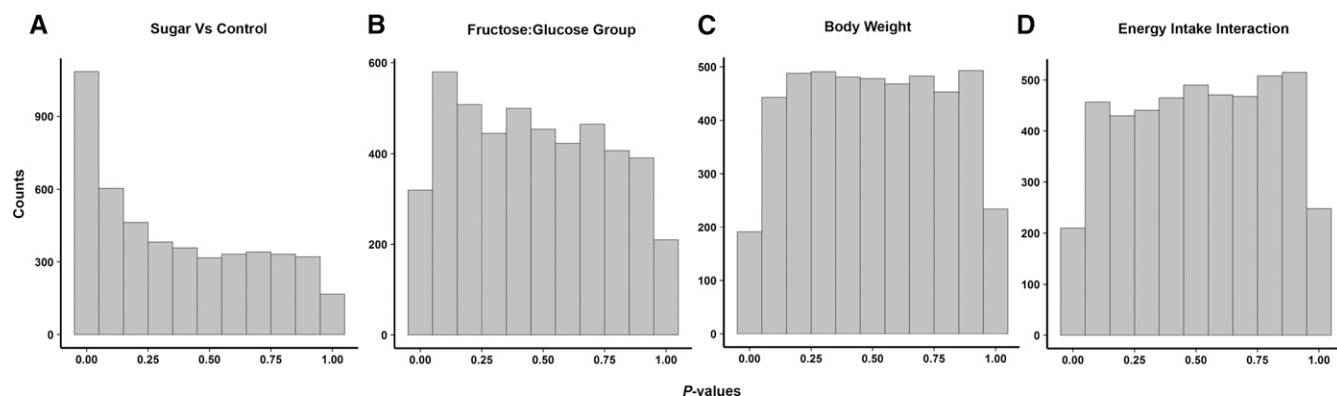 A Sugar Vs Control
B Fructose:Glucose Group
C Body Weight
D Energy Intake Interaction
Counts
900
600
300
0
0.00 0.25 0.50 0.75 1.00
600
400
200
0
0.00 0.25 0.50 0.75 1.00
500
400
300
200
100
0
0.00 0.25 0.50 0.75 1.00
500
400
300
200
100
0
0.00 0.25 0.50 0.75 1.00
P-values